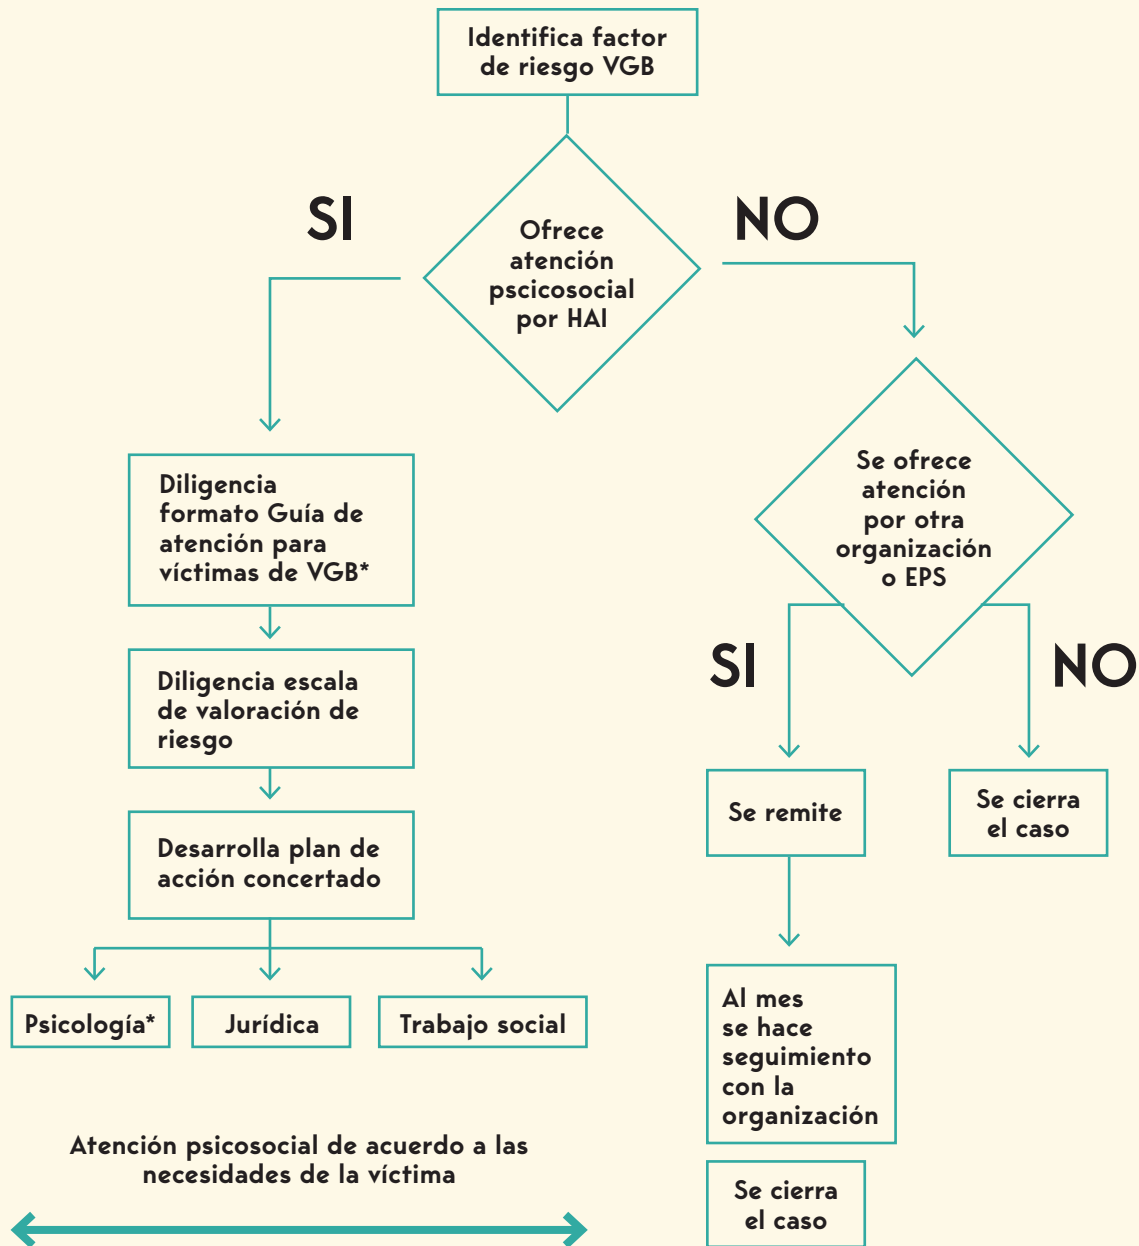 Identifica factor
de riesgo VGB
SI
NO
Ofrece
atención
pscicosocial
por HAI
Diligencia
formato Guía de
atención para
víctimas de VGB*
Se ofrece
atención
por otra
organización
o EPS
SI
NO
Diligencia escala
de valoración de
riesgo
Se remite
Se cierra
el caso
Desarrolla plan de
acción concertado
Psicología*
Jurídica
Trabajo social
Al mes
se hace
seguimiento
con la
organización
Atención psicosocial de acuerdo a las
necesidades de la víctima
Se cierra
el caso